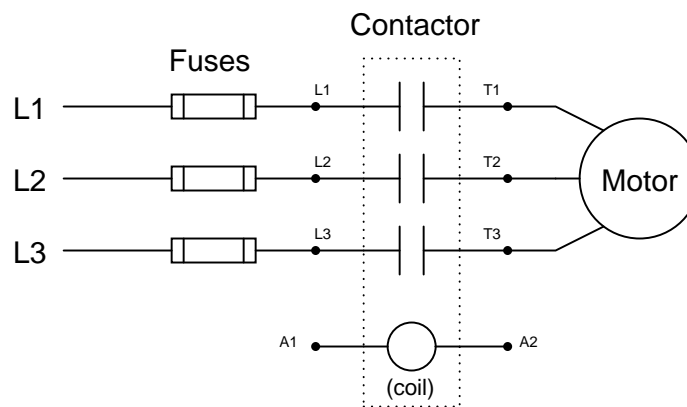 Contactor
Fuses
L1
L1
T1
L2
L2
T2
Motor
L3
L3
T3
A1
A2
(coil)